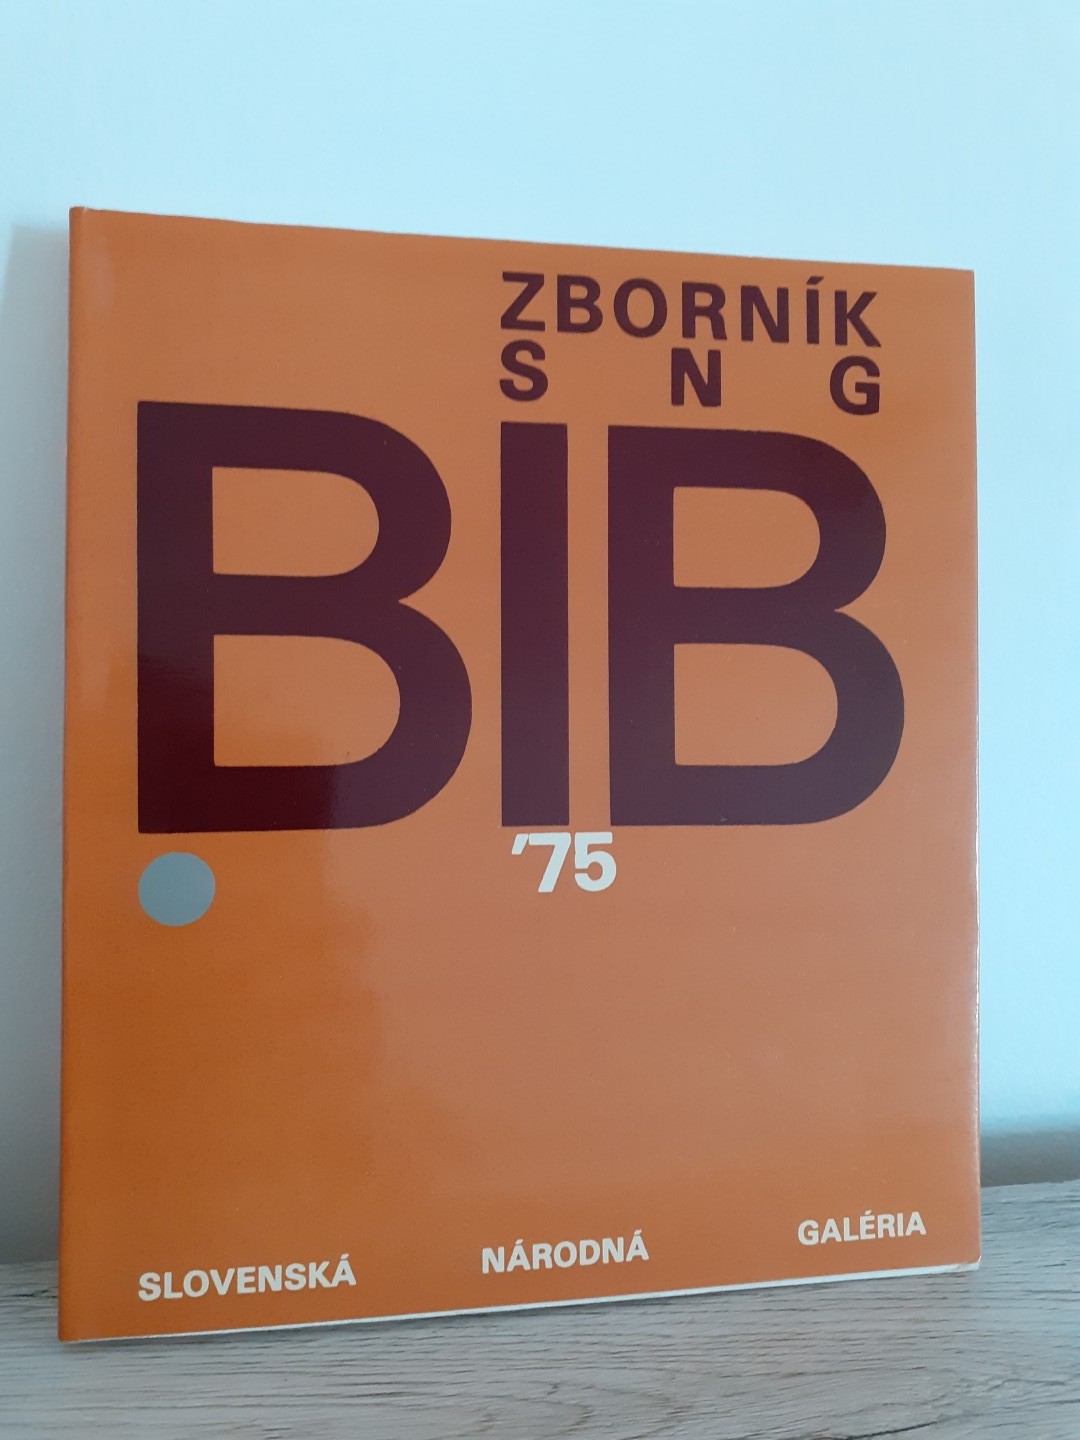 ZBORNÍK
S N G
BIB
'75
SLOVENSKÁ NÁRODNÁ GALÉRIA